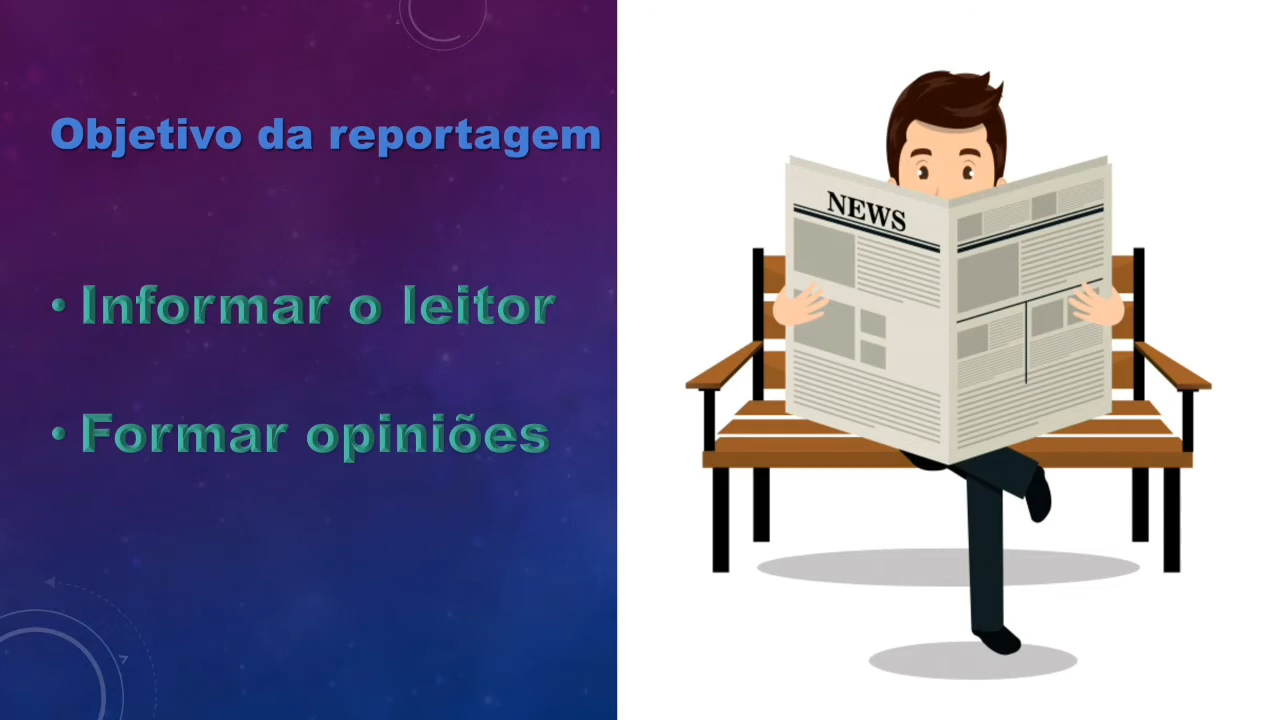 Objetivo da reportagem
• Informar o leitor
• Formar opiniões
NEWS